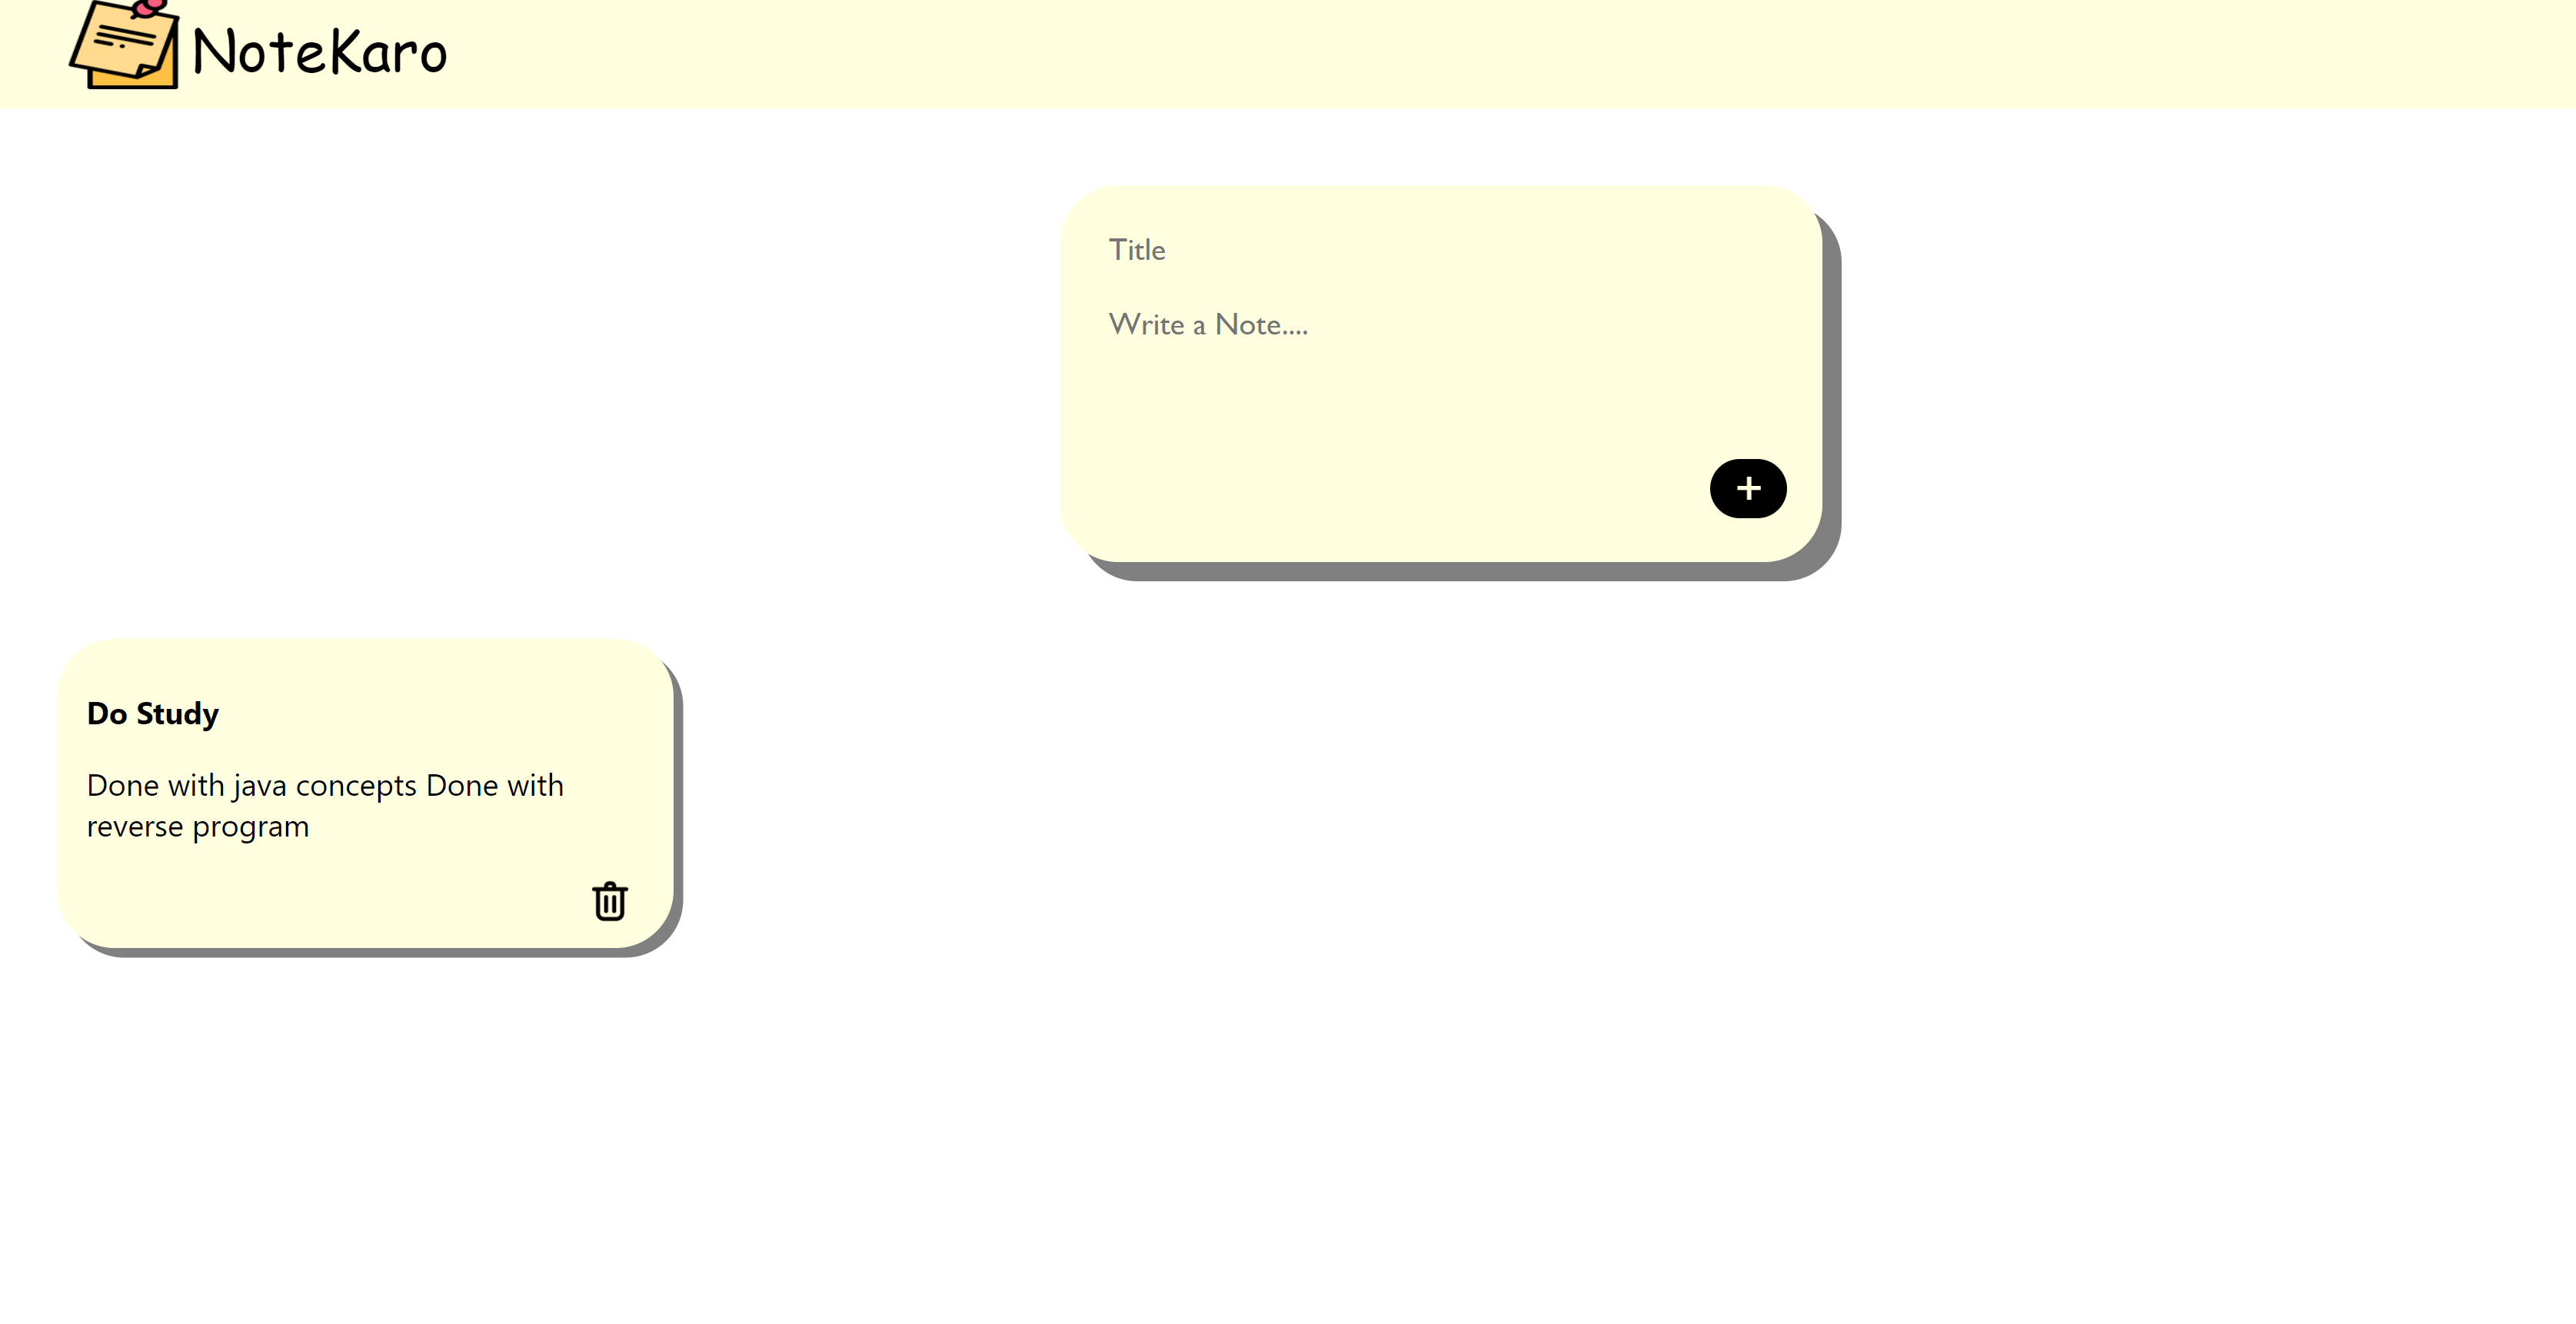 NoteKaro
Title
Write a Note....
+
Do Study
Done with java concepts Done with
reverse program